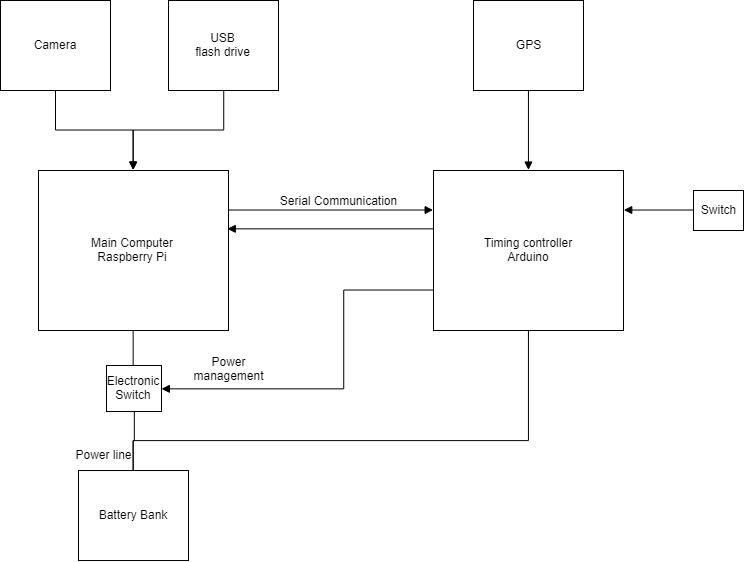 Camera
USB
flash drive
GPS
Serial Communication
Switch
Main Computer
Raspberry Pi
Timing controller
Arduino
Power
management
Electronic
Switch
Power line
Battery Bank